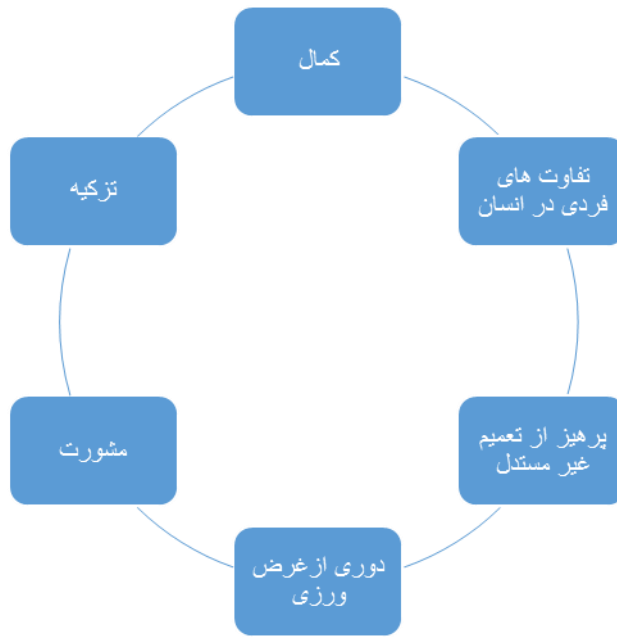 کمال
تفاوت های
فردی در انسان
پرهیز از تعمیم
غیر مستدل
دوری ازغرض
ورزی
مشورت
تزکیه